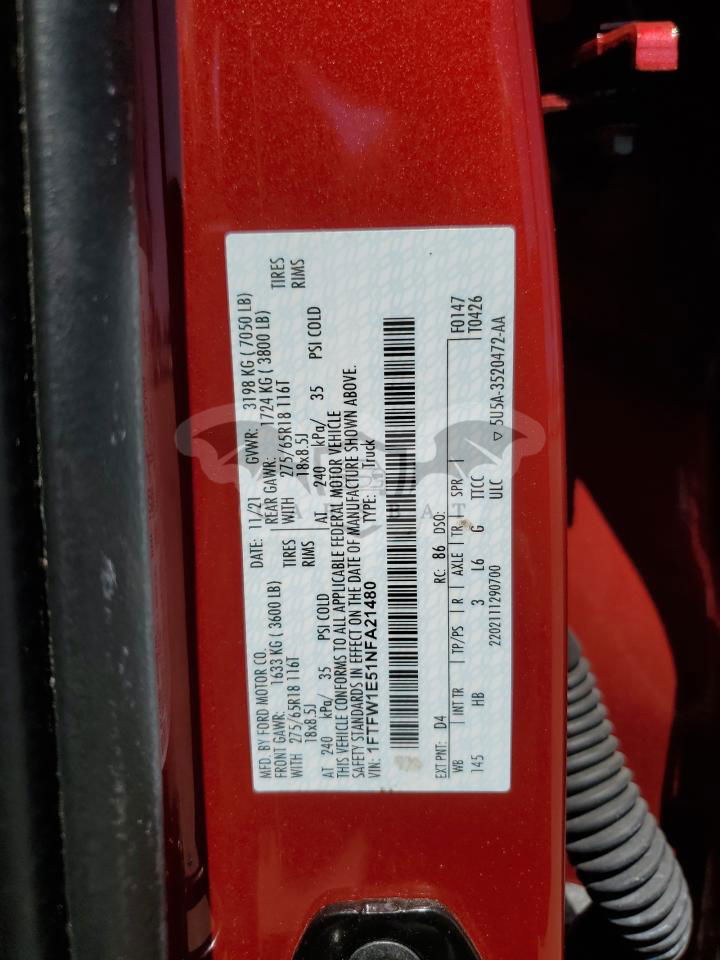 MFD. BY FORD MOTOR CO.
DATE: 11/21
GVWR: 3198 KG ( 7050 LB)
FRONT GAWR: 1633 KG ( 3600 LB)
REAR GAWR: 1724 KG ( 3800 LB)
WITH 275/65R18 116T TIRES
WITH 275/65R18 116T TIRES
18x8.5J RIMS
18x8.5J RIMS
AT 240 kPa/ 35 PSI COLD
AT 240 kPa/ 35 PSI COLD
THIS VEHICLE CONFORMS TO ALL APPLICABLE FEDERAL MOTOR VEHICLE
SAFETY STANDARDS IN EFFECT ON THE DATE OF MANUFACTURE SHOWN ABOVE.
VIN: 1FTFW1E51NFA21480
TYPE: Truck
EXT PNT: D4 RC: 86 DSO: F0147
T0426
WB INT TR TP/PS R AXLE TR SPR
145 HB 3 L6 G TTCC
2202111290700 ULC
▽ 5U5A-3520472-AA